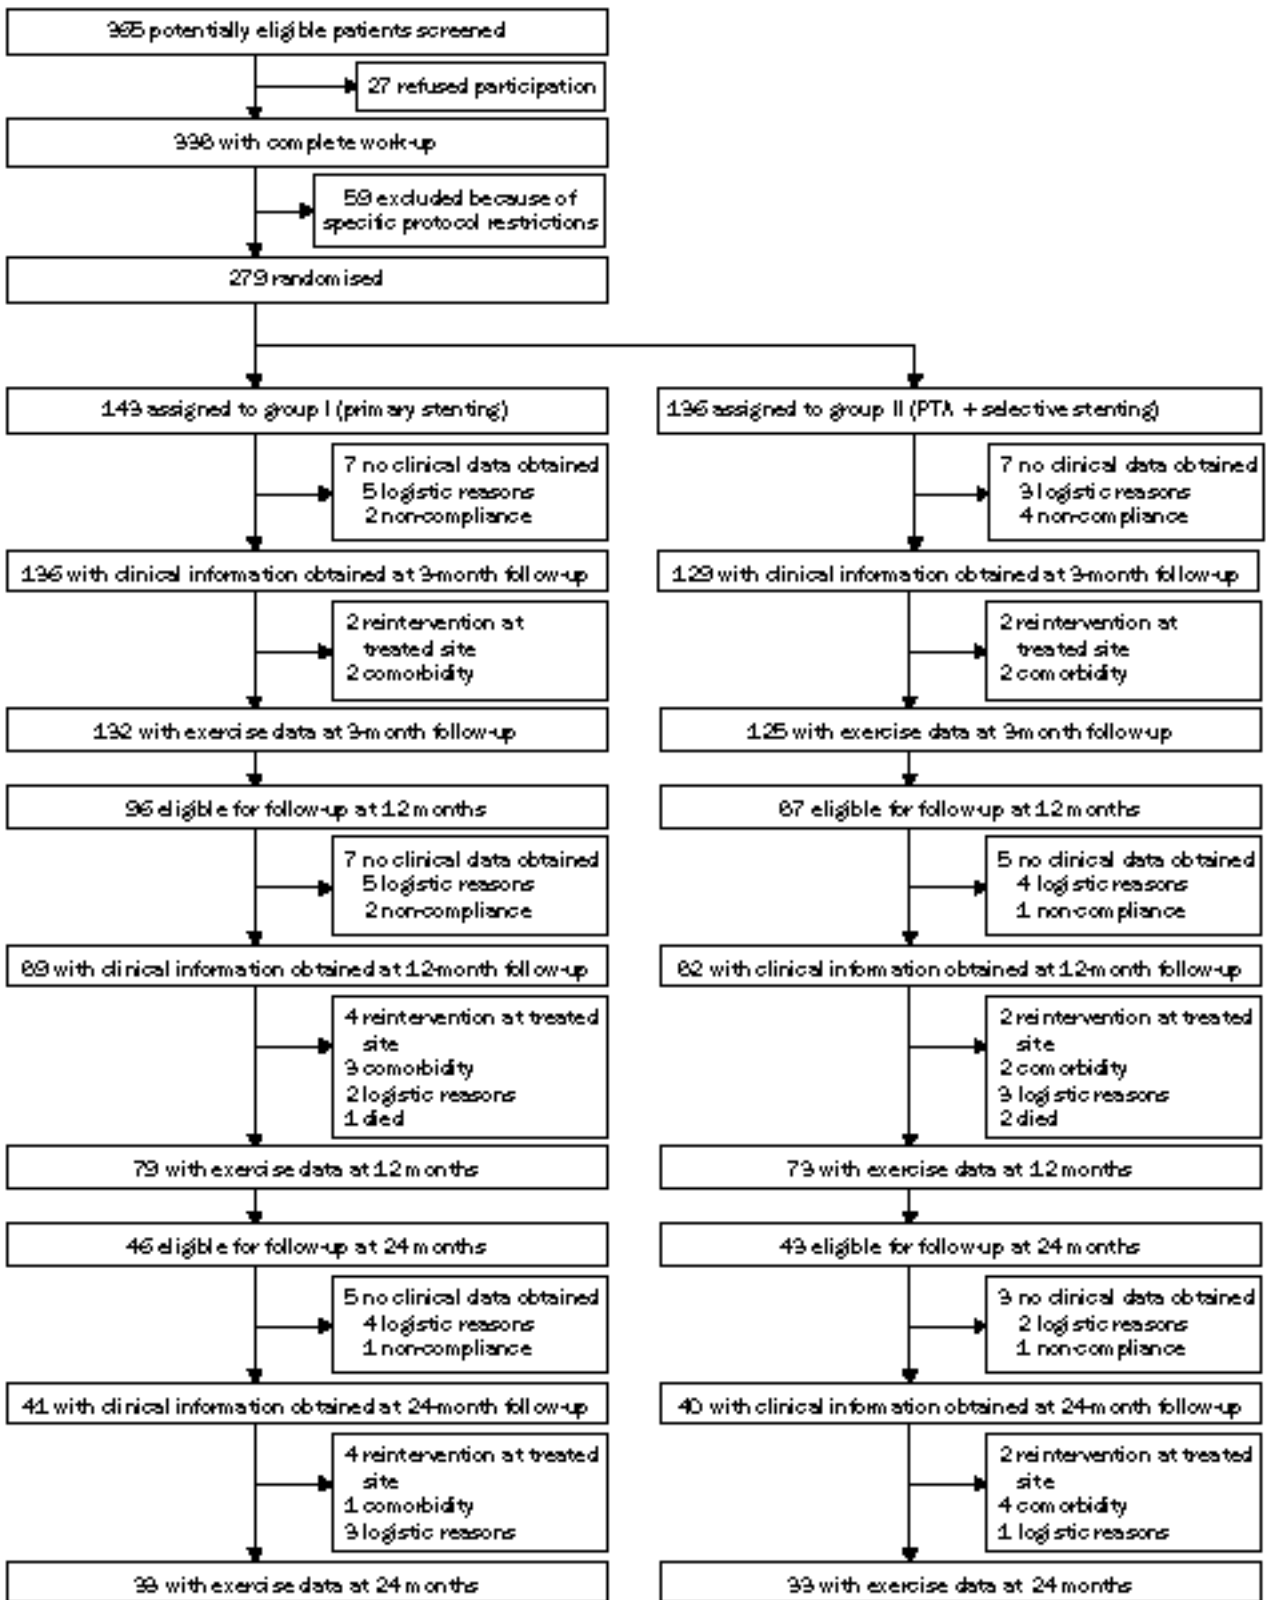 365 potentially eligible patients screened
27 refused participation
338 with complete work-up
59 excluded because of
specific protocol restrictions
279 randomised
143 assigned to group I (primary stenting)
7 no clinical data obtained
5 logistic reasons
2 non-compliance
136 with clinical information obtained at 3-month follow-up
2 reintervention at
treated site
2 comorbidity
132 with exercise data at 3-month follow-up
96 eligible for follow-up at 12 months
7 no clinical data obtained
5 logistic reasons
2 non-compliance
89 with clinical information obtained at 12-month follow-up
4 reintervention at treated
site
3 comorbidity
2 logistic reasons
1 died
79 with exercise data at 12 months
46 eligible for follow-up at 24 months
5 no clinical data obtained
4 logistic reasons
1 non-compliance
41 with clinical information obtained at 24-month follow-up
4 reintervention at treated
site
1 comorbidity
3 logistic reasons
33 with exercise data at 24 months
136 assigned to group II (PTA + selective stenting)
7 no clinical data obtained
3 logistic reasons
4 non-compliance
129 with clinical information obtained at 3-month follow-up
2 reintervention at
treated site
2 comorbidity
125 with exercise data at 3-month follow-up
87 eligible for follow-up at 12 months
5 no clinical data obtained
4 logistic reasons
1 non-compliance
82 with clinical information obtained at 12-month follow-up
2 reintervention at treated
site
2 comorbidity
3 logistic reasons
2 died
73 with exercise data at 12 months
43 eligible for follow-up at 24 months
3 no clinical data obtained
2 logistic reasons
1 non-compliance
40 with clinical information obtained at 24-month follow-up
2 reintervention at treated
site
4 comorbidity
1 logistic reasons
33 with exercise data at 24 months